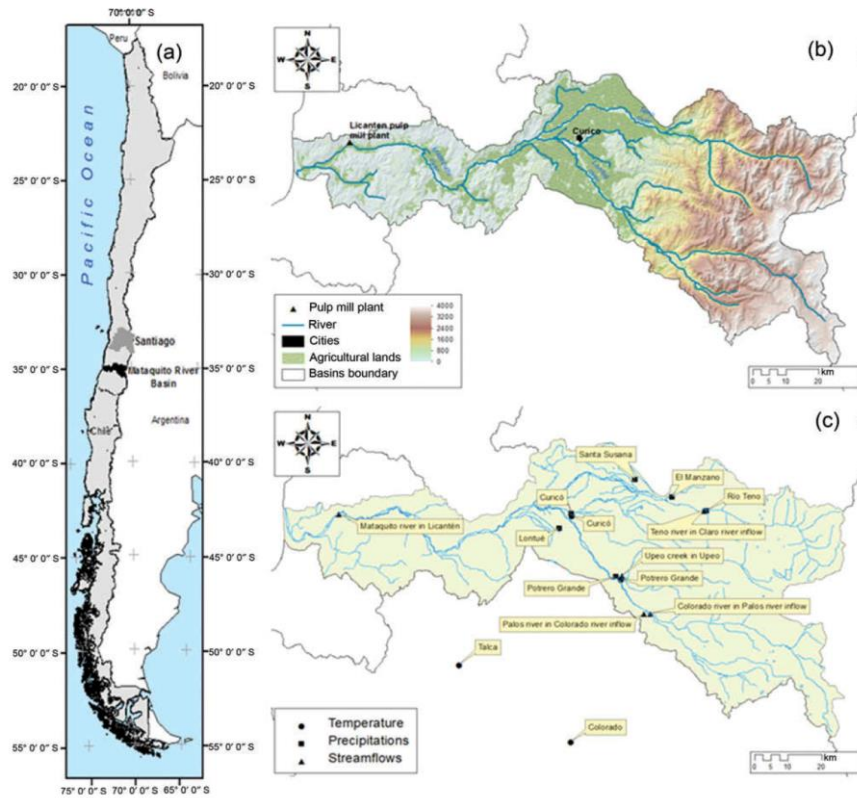 70° 0' 0" S
(a)
Peru
Bolivia
20° 0' 0" S
20° 0' 0" S
25° 0' 0" S
25° 0' 0" S
30° 0' 0" S
30° 0' 0" S
35° 0' 0" S
35° 0' 0" S
40° 0' 0" S
40° 0' 0" S
45° 0' 0" S
45° 0' 0" S
50° 0' 0" S
50° 0' 0" S
55° 0' 0" S
55° 0' 0" S
Pacific Ocean
Santiago
Mataquito River
Basin
Argentina
Chile
75° 0' 0" S
70° 0' 0" S
65° 0' 0" S
(b)
N
W
E
S
Licanten pulp
mill plant
Curicó
Pulp mill plant
River
Cities
Agricultural lands
Basins boundary
4000
3200
2400
1600
800
0
0 5 10 20
km
(c)
N
W
E
S
Santa Susana
El Manzano
Curicó
Río Teno
Mataquito river in Licantén
Curicó
Teno river in Claro river inflow
Lontué
Upeo creek in Upeo
Potrero Grande
Potrero Grande
Colorado river in Palos river inflow
Palos river in Colorado river inflow
Talca
Colorado
Temperature
Precipitations
Streamflows
0 5 10 20
km